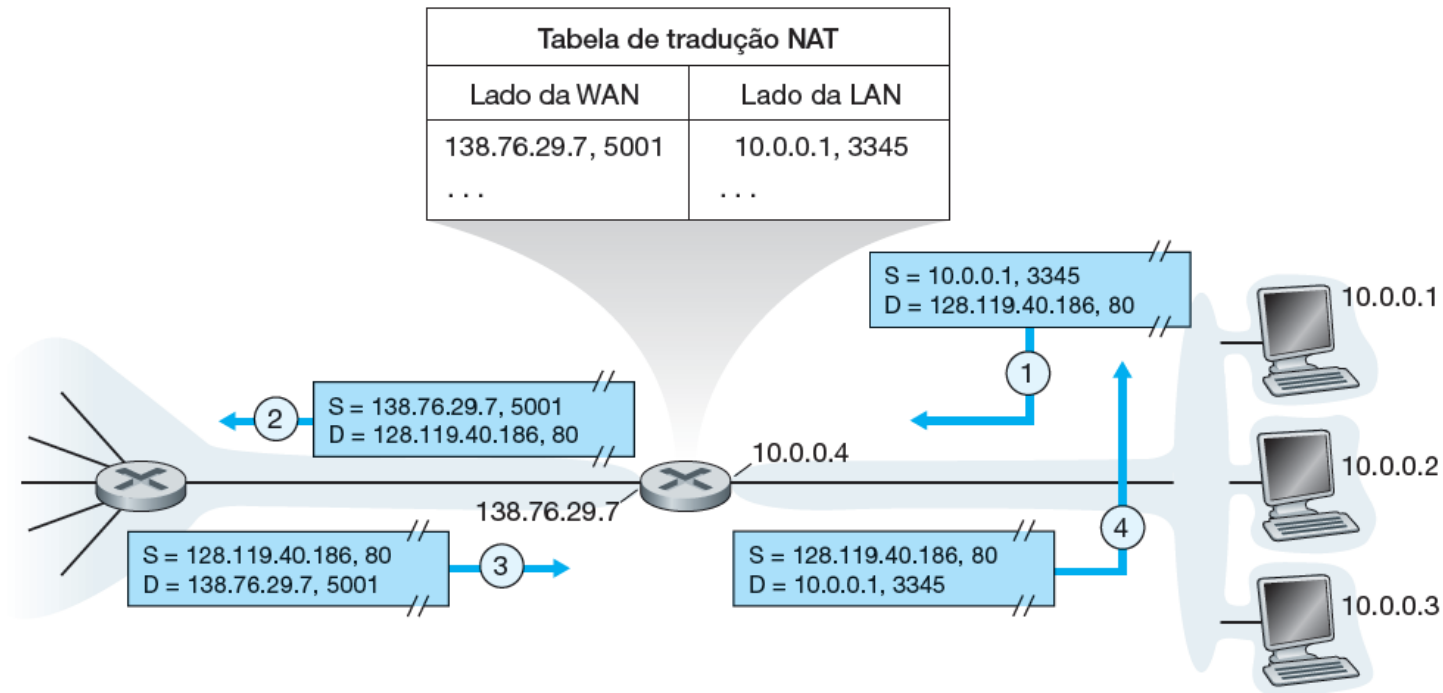 Tabela de tradução NAT
Lado da WAN
Lado da LAN
138.76.29.7, 5001
10.0.0.1, 3345
. . .
. . .
S = 10.0.0.1, 3345
D = 128.119.40.186, 80
10.0.0.1
1
2
S = 138.76.29.7, 5001
D = 128.119.40.186, 80
10.0.0.4
10.0.0.2
138.76.29.7
4
S = 128.119.40.186, 80
D = 138.76.29.7, 5001
3
S = 128.119.40.186, 80
D = 10.0.0.1, 3345
10.0.0.3